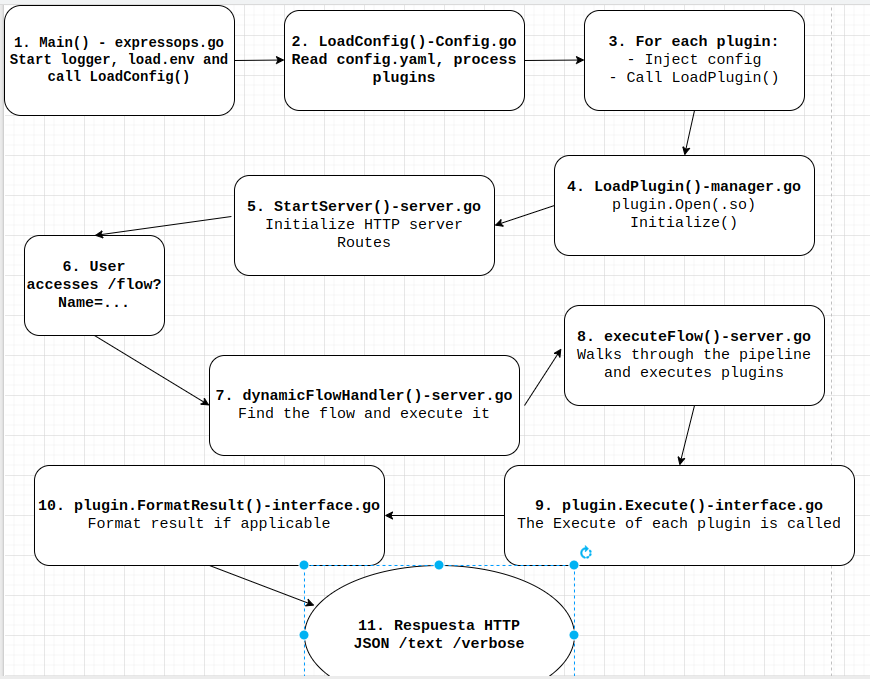 1. Main() - expressops.go
Start logger, load.env and
call LoadConfig()
2. LoadConfig()-Config.go
Read config.yaml, process
plugins
3. For each plugin:
- Inject config
- Call LoadPlugin()
4. LoadPlugin()-manager.go
plugin.Open(.so)
Initialize()
5. StartServer()-server.go
Initialize HTTP server
Routes
6. User
accesses /flow?
Name=...
7. dynamicFlowHandler()-server.go
Find the flow and execute it
8. executeFlow()-server.go
Walks through the pipeline
and executes plugins
9. plugin.Execute()-interface.go
The Execute of each plugin is called
10. plugin.FormatResult()-interface.go
Format result if applicable
11. Respuesta HTTP
JSON /text /verbose